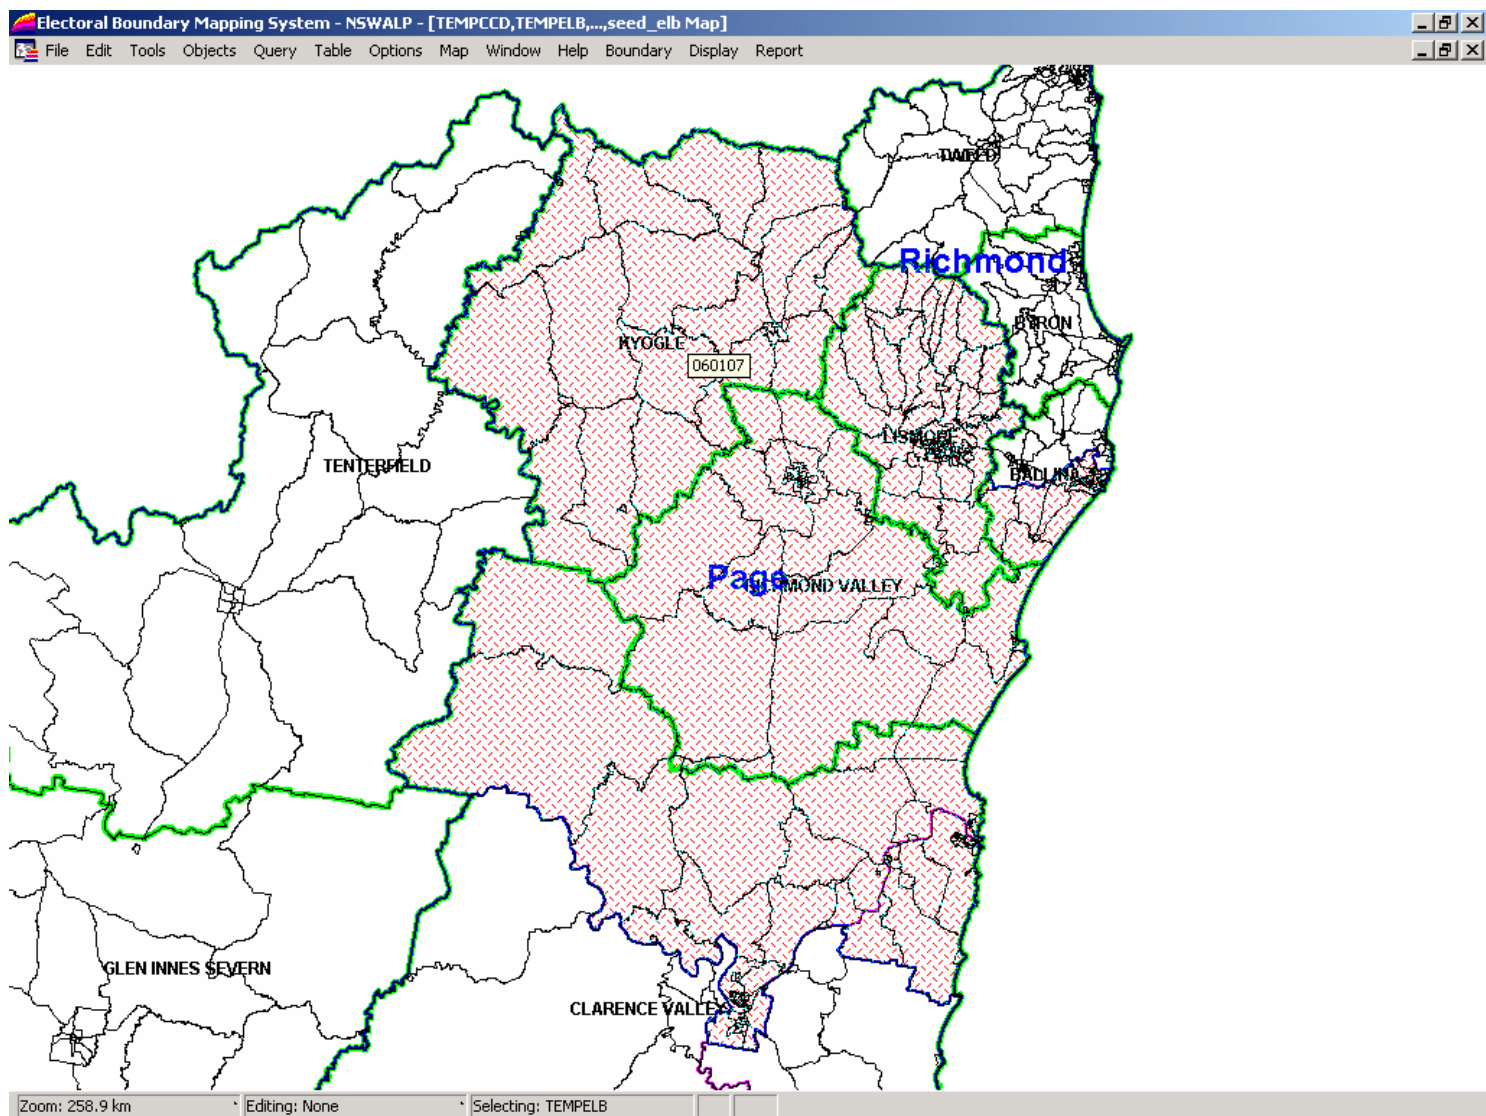 Electoral Boundary Mapping System - NSWALP - [TEMPCCD,TEMPELB,...,seed_elb Map]
File Edit Tools Objects Query Table Options Map Window Help Boundary Display Report
TWEED
Richmond
BYRON
KYOGLE
060107
LISMORE
TENTERFIELD
BALLINA
Page
RICHMOND VALLEY
GLEN INNES SEVERN
CLARENCE VALLEY
Zoom: 258.9 km Editing: None Selecting: TEMPELB